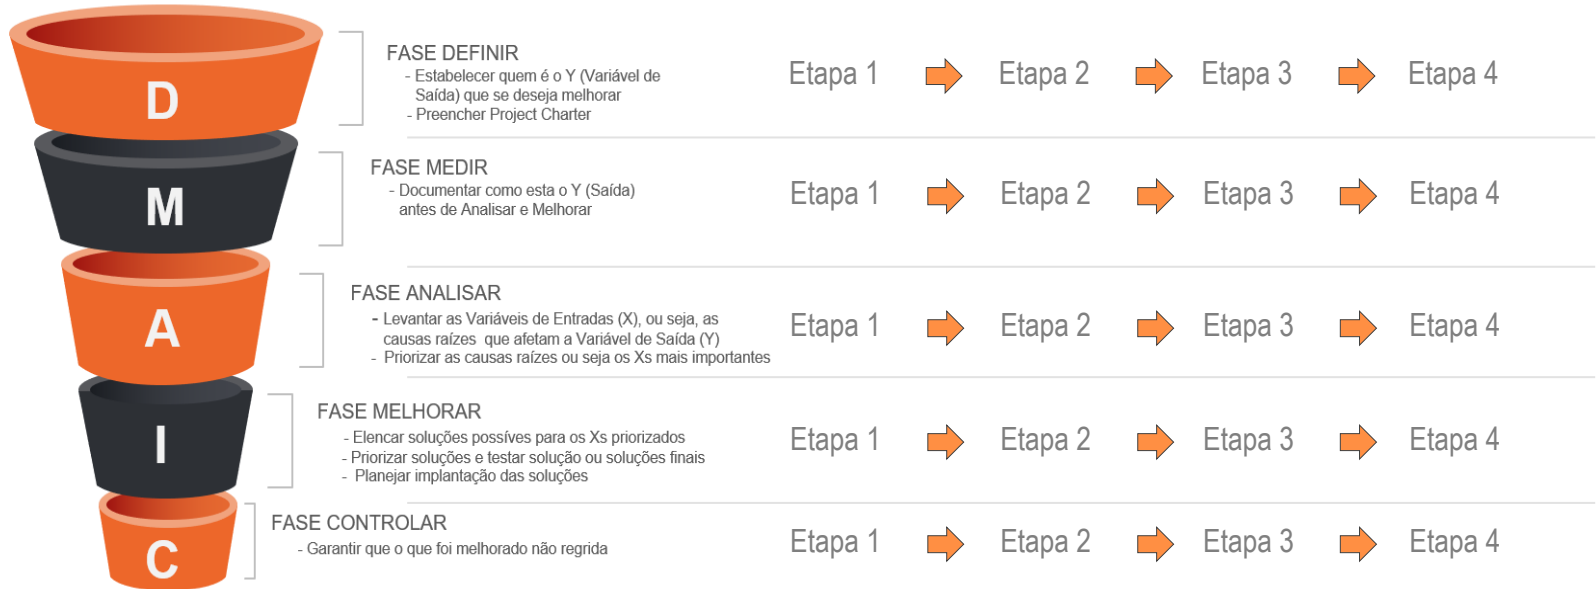 D
FASE DEFINIR
- Estabelecer quem é o Y (Variável de
Saída) que se deseja melhorar
- Preencher Project Charter
Etapa 1 Etapa 2 Etapa 3 Etapa 4
M
FASE MEDIR
- Documentar como esta o Y (Saída)
antes de Analisar e Melhorar
Etapa 1 Etapa 2 Etapa 3 Etapa 4
A
FASE ANALISAR
- Levantar as Variáveis de Entradas (X), ou seja, as
causas raízes que afetam a Variável de Saída (Y)
- Priorizar as causas raízes ou seja os Xs mais importantes
Etapa 1 Etapa 2 Etapa 3 Etapa 4
I
FASE MELHORAR
- Elencar soluções possíves para os Xs priorizados
- Priorizar soluções e testar solução ou soluções finais
- Planejar implantação das soluções
Etapa 1 Etapa 2 Etapa 3 Etapa 4
C
FASE CONTROLAR
- Garantir que o que foi melhorado não regrida
Etapa 1 Etapa 2 Etapa 3 Etapa 4